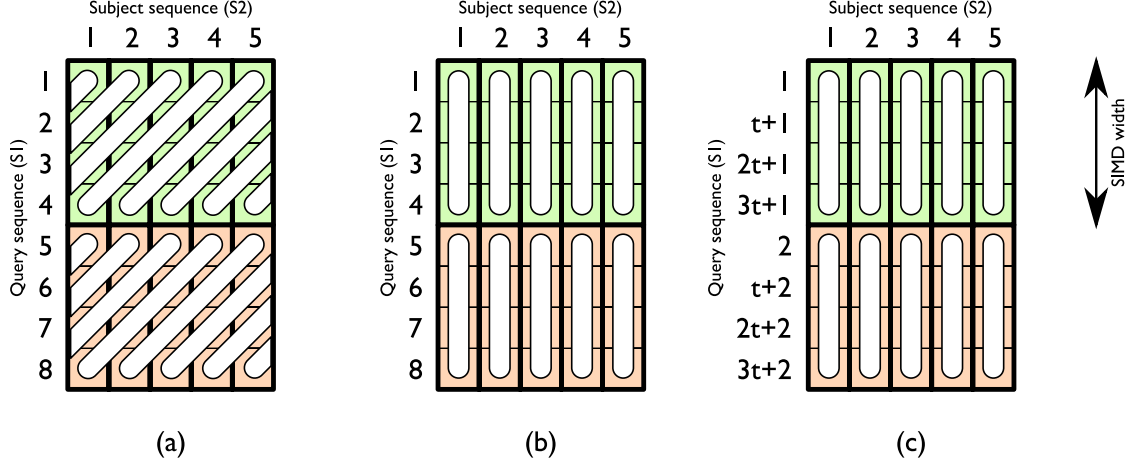 Subject sequence (S2)
1 2 3 4 5
Query sequence (S1)
1
2
3
4
5
6
7
8
(a)
Subject sequence (S2)
1 2 3 4 5
Query sequence (S1)
1
2
3
4
5
6
7
8
(b)
Subject sequence (S2)
1 2 3 4 5
Query sequence (S1)
1
t+1
2t+1
3t+1
2
t+2
2t+2
3t+2
(c)
SIMD width